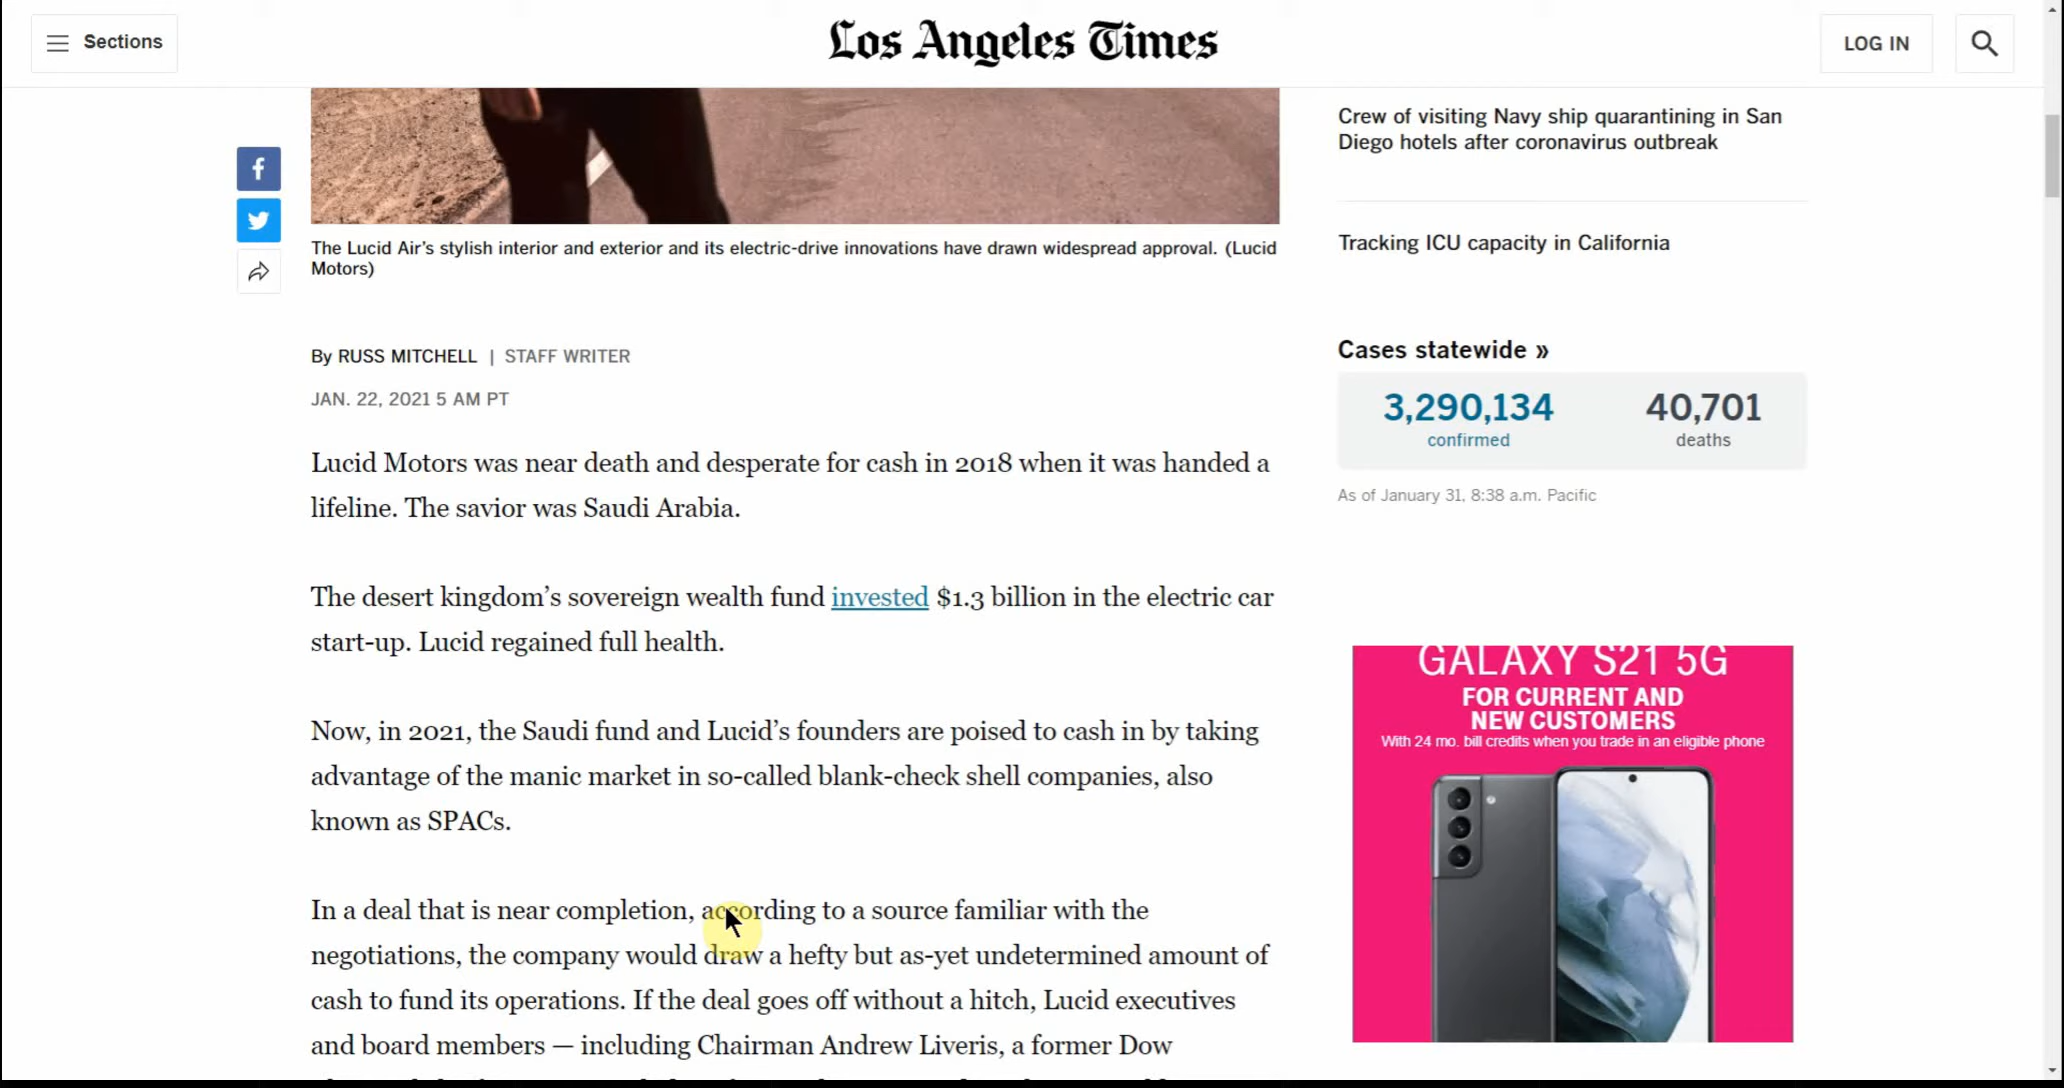 Sections
Los Angeles Times
LOG IN
The Lucid Air’s stylish interior and exterior and its electric-drive innovations have drawn widespread approval. (Lucid
Motors)
By RUSS MITCHELL | STAFF WRITER
JAN. 22, 2021 5 AM PT
Lucid Motors was near death and desperate for cash in 2018 when it was handed a
lifeline. The savior was Saudi Arabia.
The desert kingdom’s sovereign wealth fund invested $1.3 billion in the electric car
start-up. Lucid regained full health.
Now, in 2021, the Saudi fund and Lucid’s founders are poised to cash in by taking
advantage of the manic market in so-called blank-check shell companies, also
known as SPACs.
In a deal that is near completion, according to a source familiar with the
negotiations, the company would draw a hefty but as-yet undetermined amount of
cash to fund its operations. If the deal goes off without a hitch, Lucid executives
and board members — including Chairman Andrew Liveris, a former Dow
Crew of visiting Navy ship quarantining in San
Diego hotels after coronavirus outbreak
Tracking ICU capacity in California
Cases statewide »
3,290,134
confirmed
40,701
deaths
As of January 31, 8:38 a.m. Pacific
GALAXY S21 5G
FOR CURRENT AND
NEW CUSTOMERS
With 24 mo. bill credits when you trade in an eligible phone